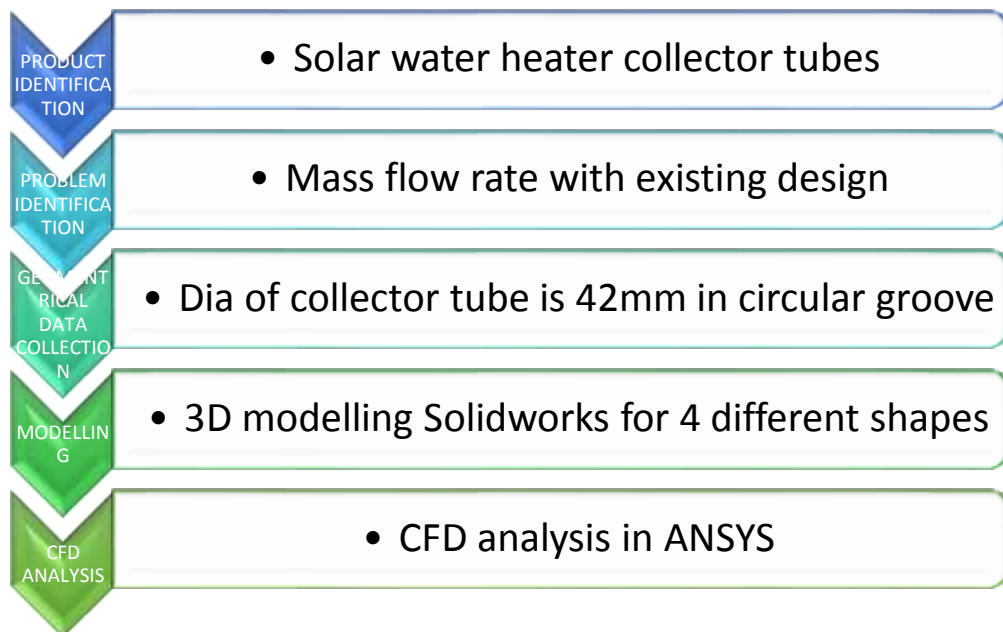 PRODUCT
IDENTIFICA
TION
• Solar water heater collector tubes
PROBLEM
IDENTIFICA
TION
• Mass flow rate with existing design
RICAL
DATA
COLLECTIO
N
• Dia of collector tube is 42mm in circular groove
MODELLIN
G
• 3D modelling Solidworks for 4 different shapes
CFD
ANALYSIS
• CFD analysis in ANSYS